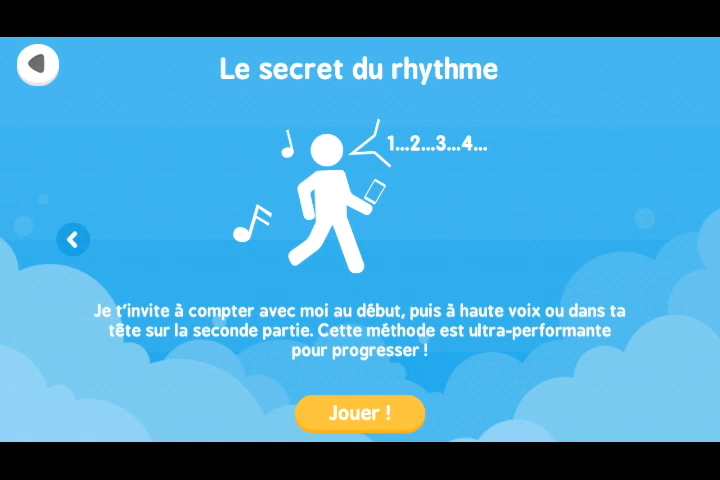 Le secret du rhythme
1...2...3...4...
Je t'invite à compter avec moi au début, puis à haute voix ou dans ta
tête sur la seconde partie. Cette méthode est ultra-performante
pour progresser !
Jouer !